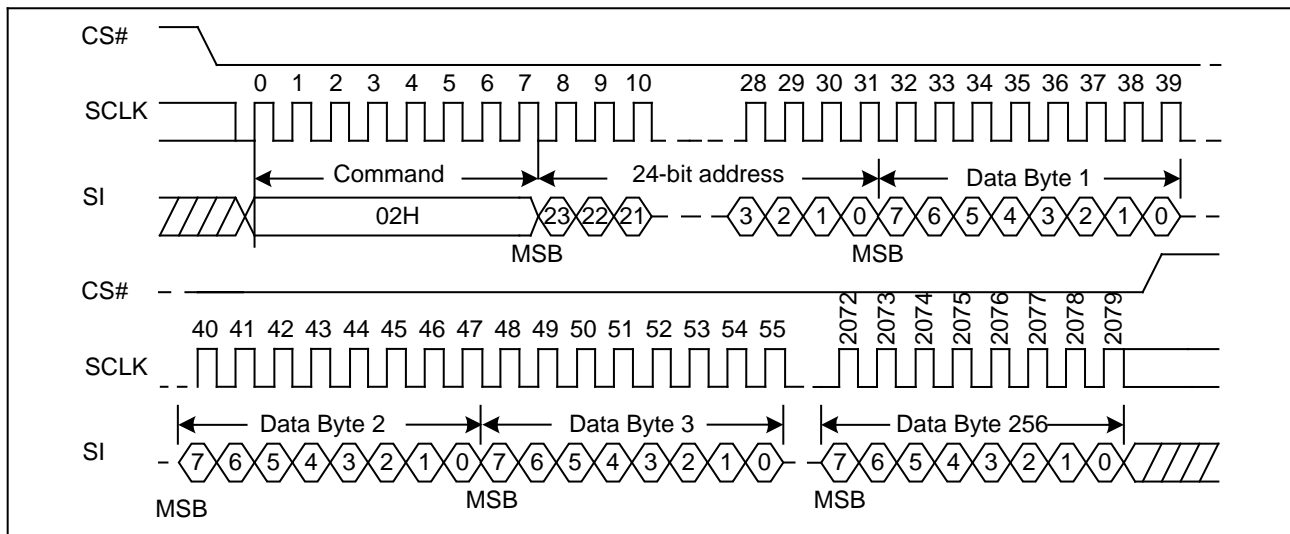 CS#
0 1 2 3 4 5 6 7 8 9 10 28 29 30 31 32 33 34 35 36 37 38 39
SCLK
Command 24-bit address Data Byte 1
SI
02H 23 22 21 3 2 1 0 7 6 5 4 3 2 1 0
MSB MSB
CS#
40 41 42 43 44 45 46 47 48 49 50 51 52 53 54 55 2072 2073 2074 2075 2076 2077 2078 2079
SCLK
Data Byte 2 Data Byte 3 Data Byte 256
SI
7 6 5 4 3 2 1 0 7 6 5 4 3 2 1 0 7 6 5 4 3 2 1 0
MSB MSB MSB